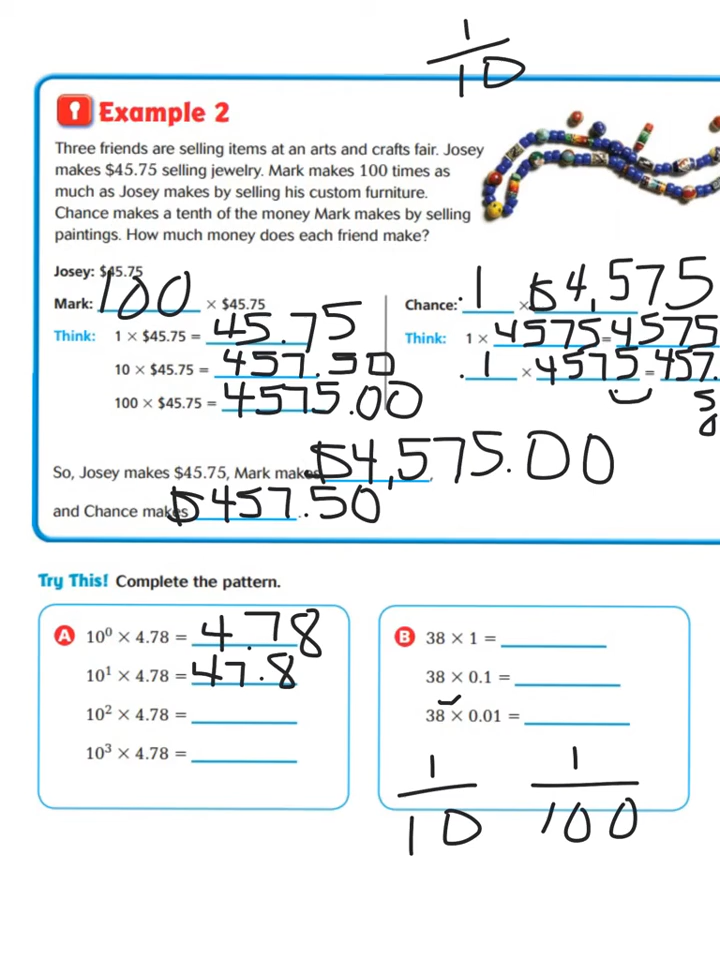 1
10
Example 2
Three friends are selling items at an arts and crafts fair. Josey
makes $45.75 selling jewelry. Mark makes 100 times as
much as Josey makes by selling his custom furniture.
Chance makes a tenth of the money Mark makes by selling
paintings. How much money does each friend make?
Josey: $45.75
Mark: 100 × $45.75
Think: 1 × $45.75 = 45.75
10 × $45.75 = 457.50
100 × $45.75 = 4575.00
Chance: .1 × $4,575
Think: 1 × 4575 = 4575
.1 × 4575 = 457.
5
0
So, Josey makes $45.75, Mark makes $4,575.00,
and Chance makes $457.50.
Try This! Complete the pattern.
A 10⁰ × 4.78 = 4.78
10¹ × 4.78 = 47.8
10² × 4.78 =
10³ × 4.78 =
B 38 × 1 =
38 × 0.1 =
38 × 0.01 =
1 1
10 100